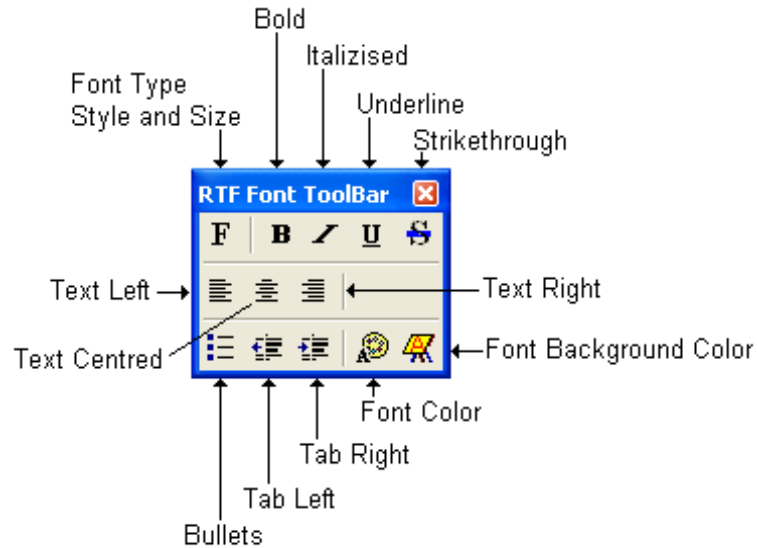 Bold
Italizised
Font Type
Style and Size
Underline
Strikethrough
RTF Font ToolBar
F B I U S
Text Left
Text Right
Text Centred
A A
Font Background Color
Font Color
Tab Right
Tab Left
Bullets